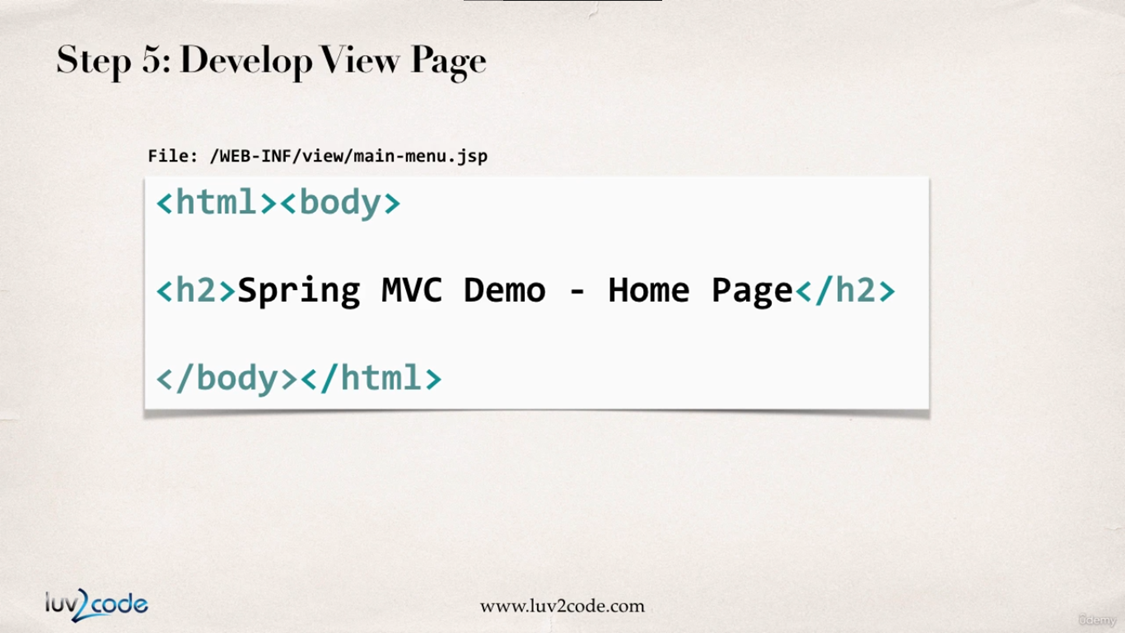 Step 5: Develop View Page
File: /WEB-INF/view/main-menu.jsp
<html><body>
<h2>Spring MVC Demo - Home Page</h2>
</body></html>
luv2code
www.luv2code.com
ûdemy